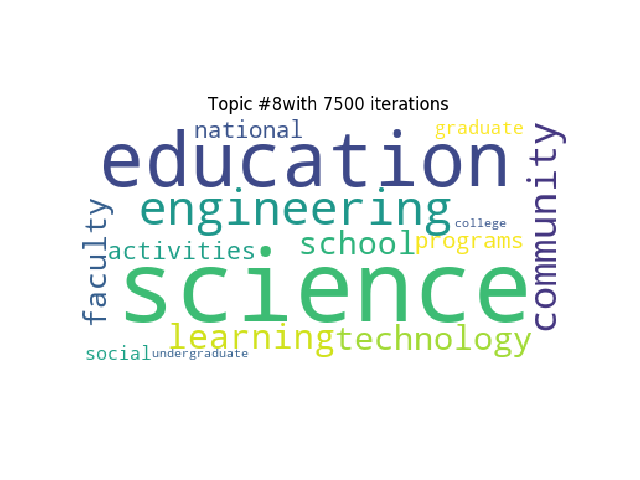 Topic #8with 7500 iterations
national
graduate
education
community
engineering
faculty
college
school
programs
activities
science
learning
technology
social
undergraduate